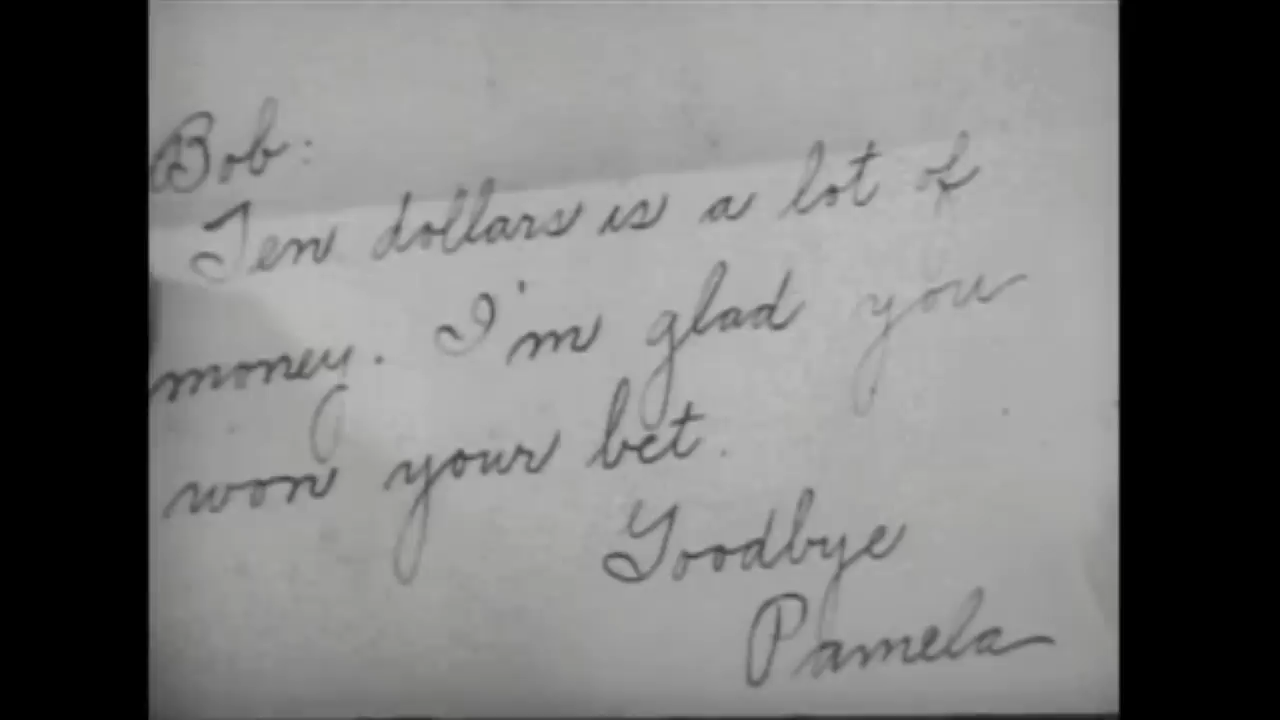 Bob:
Ten dollars is a lot of
money. I'm glad you
won your bet.
Goodbye
Pamela